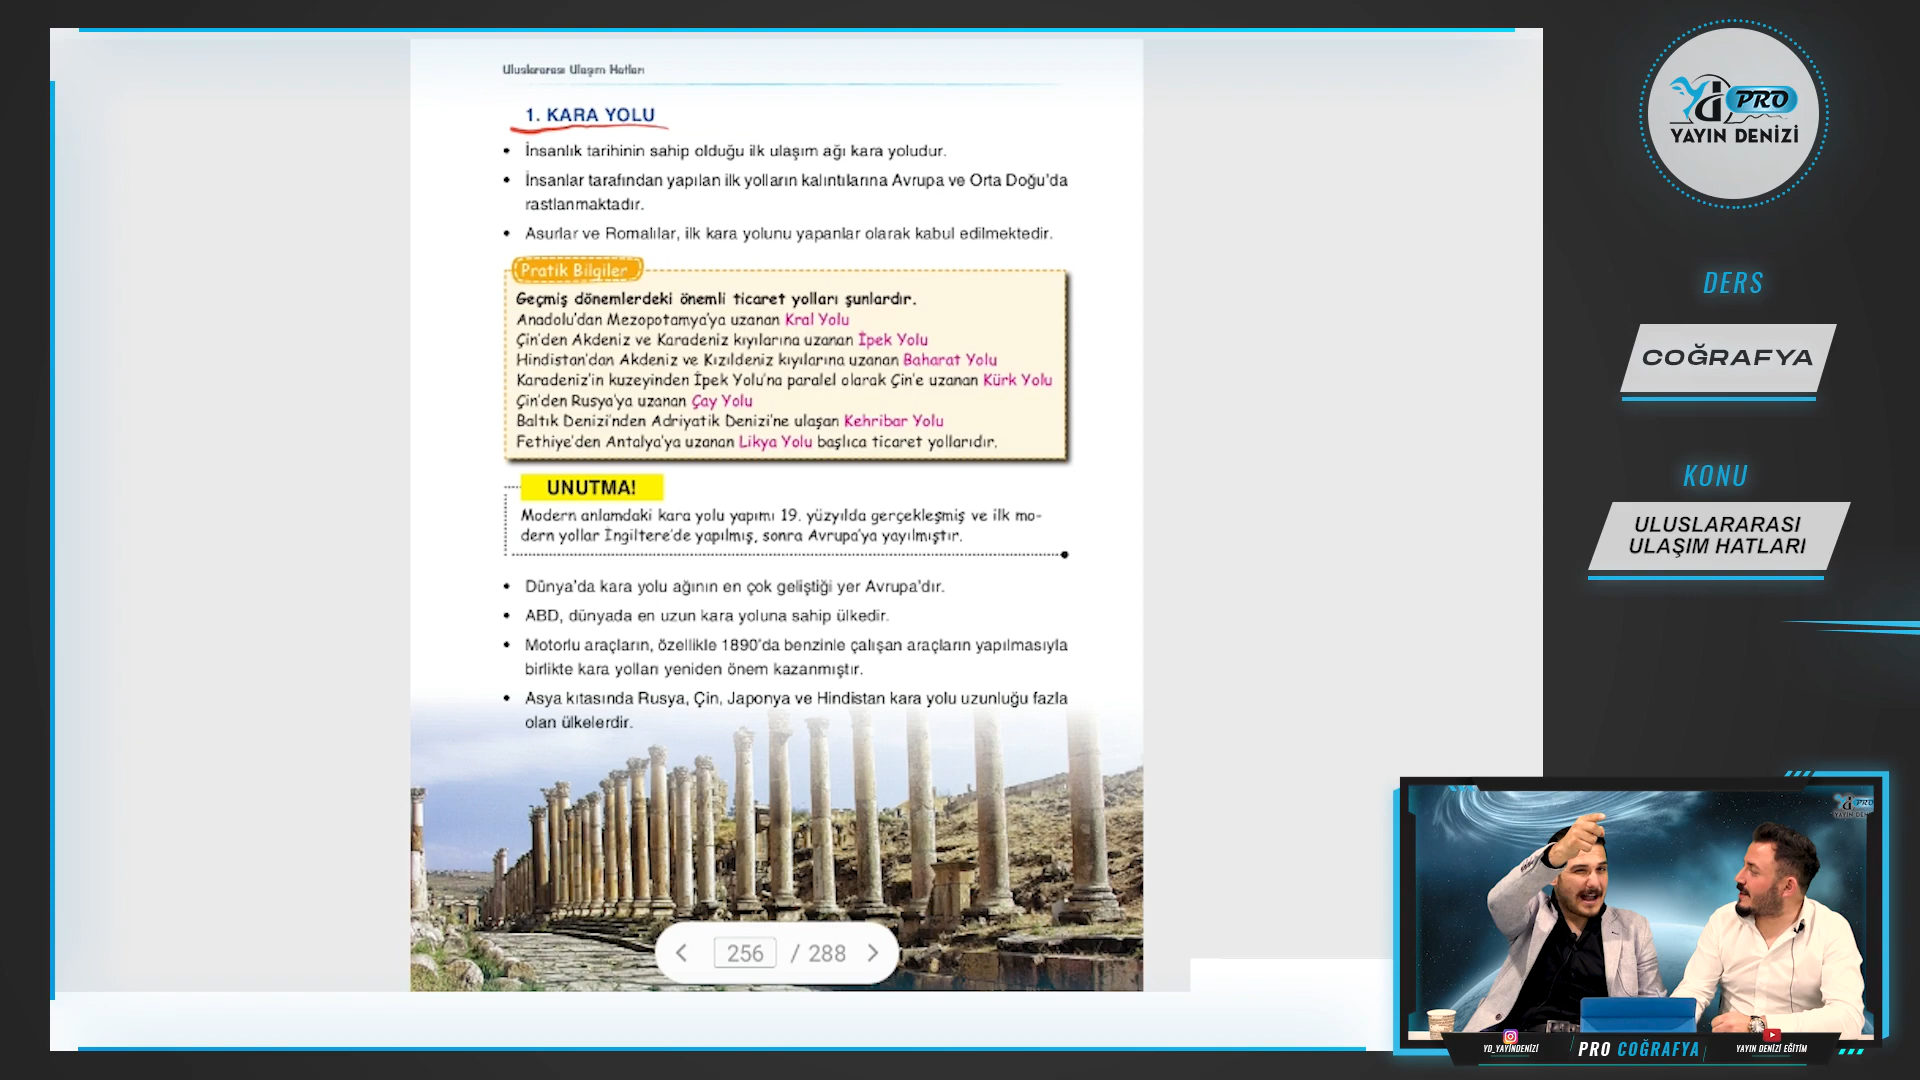 Uluslararası Ulaşım Hatları
1. KARA YOLU
• İnsanlık tarihinin sahip olduğu ilk ulaşım ağı kara yoludur.
• İnsanlar tarafından yapılan ilk yolların kalıntılarına Avrupa ve Orta Doğu'da
rastlanmaktadır.
• Asurlar ve Romalılar, ilk kara yolunu yapanlar olarak kabul edilmektedir.
Pratik Bilgiler
Geçmiş dönemlerdeki önemli ticaret yolları şunlardır.
Anadolu'dan Mezopotamya'ya uzanan Kral Yolu
Çin'den Akdeniz ve Karadeniz kıyılarına uzanan İpek Yolu
Hindistan'dan Akdeniz ve Kızıldeniz kıyılarına uzanan Baharat Yolu
Karadeniz'in kuzeyinden İpek Yolu'na paralel olarak Çin'e uzanan Kürk Yolu
Çin'den Rusya'ya uzanan Çay Yolu
Baltık Denizi'nden Adriyatik Denizi'ne ulaşan Kehribar Yolu
Fethiye'den Antalya'ya uzanan Likya Yolu başlıca ticaret yollarıdır.
UNUTMA!
Modern anlamdaki kara yolu yapımı 19. yüzyılda gerçekleşmiş ve ilk mo-
dern yollar İngiltere'de yapılmış, sonra Avrupa'ya yayılmıştır.
• Dünya'da kara yolu ağının en çok geliştiği yer Avrupa'dır.
• ABD, dünyada en uzun kara yoluna sahip ülkedir.
• Motorlu araçların, özellikle 1890'da benzinle çalışan araçların yapılmasıyla
birlikte kara yolları yeniden önem kazanmıştır.
• Asya kıtasında Rusya, Çin, Japonya ve Hindistan kara yolu uzunluğu fazla
olan ülkelerdir.
256 / 288
yd PRO
YAYIN DENİZİ
DERS
COĞRAFYA
KONU
ULUSLARARASI
ULAŞIM HATLARI
yd PRO
YD_YAYINDENIZI
PRO COĞRAFYA
YAYIN DENİZİ EĞİTİM